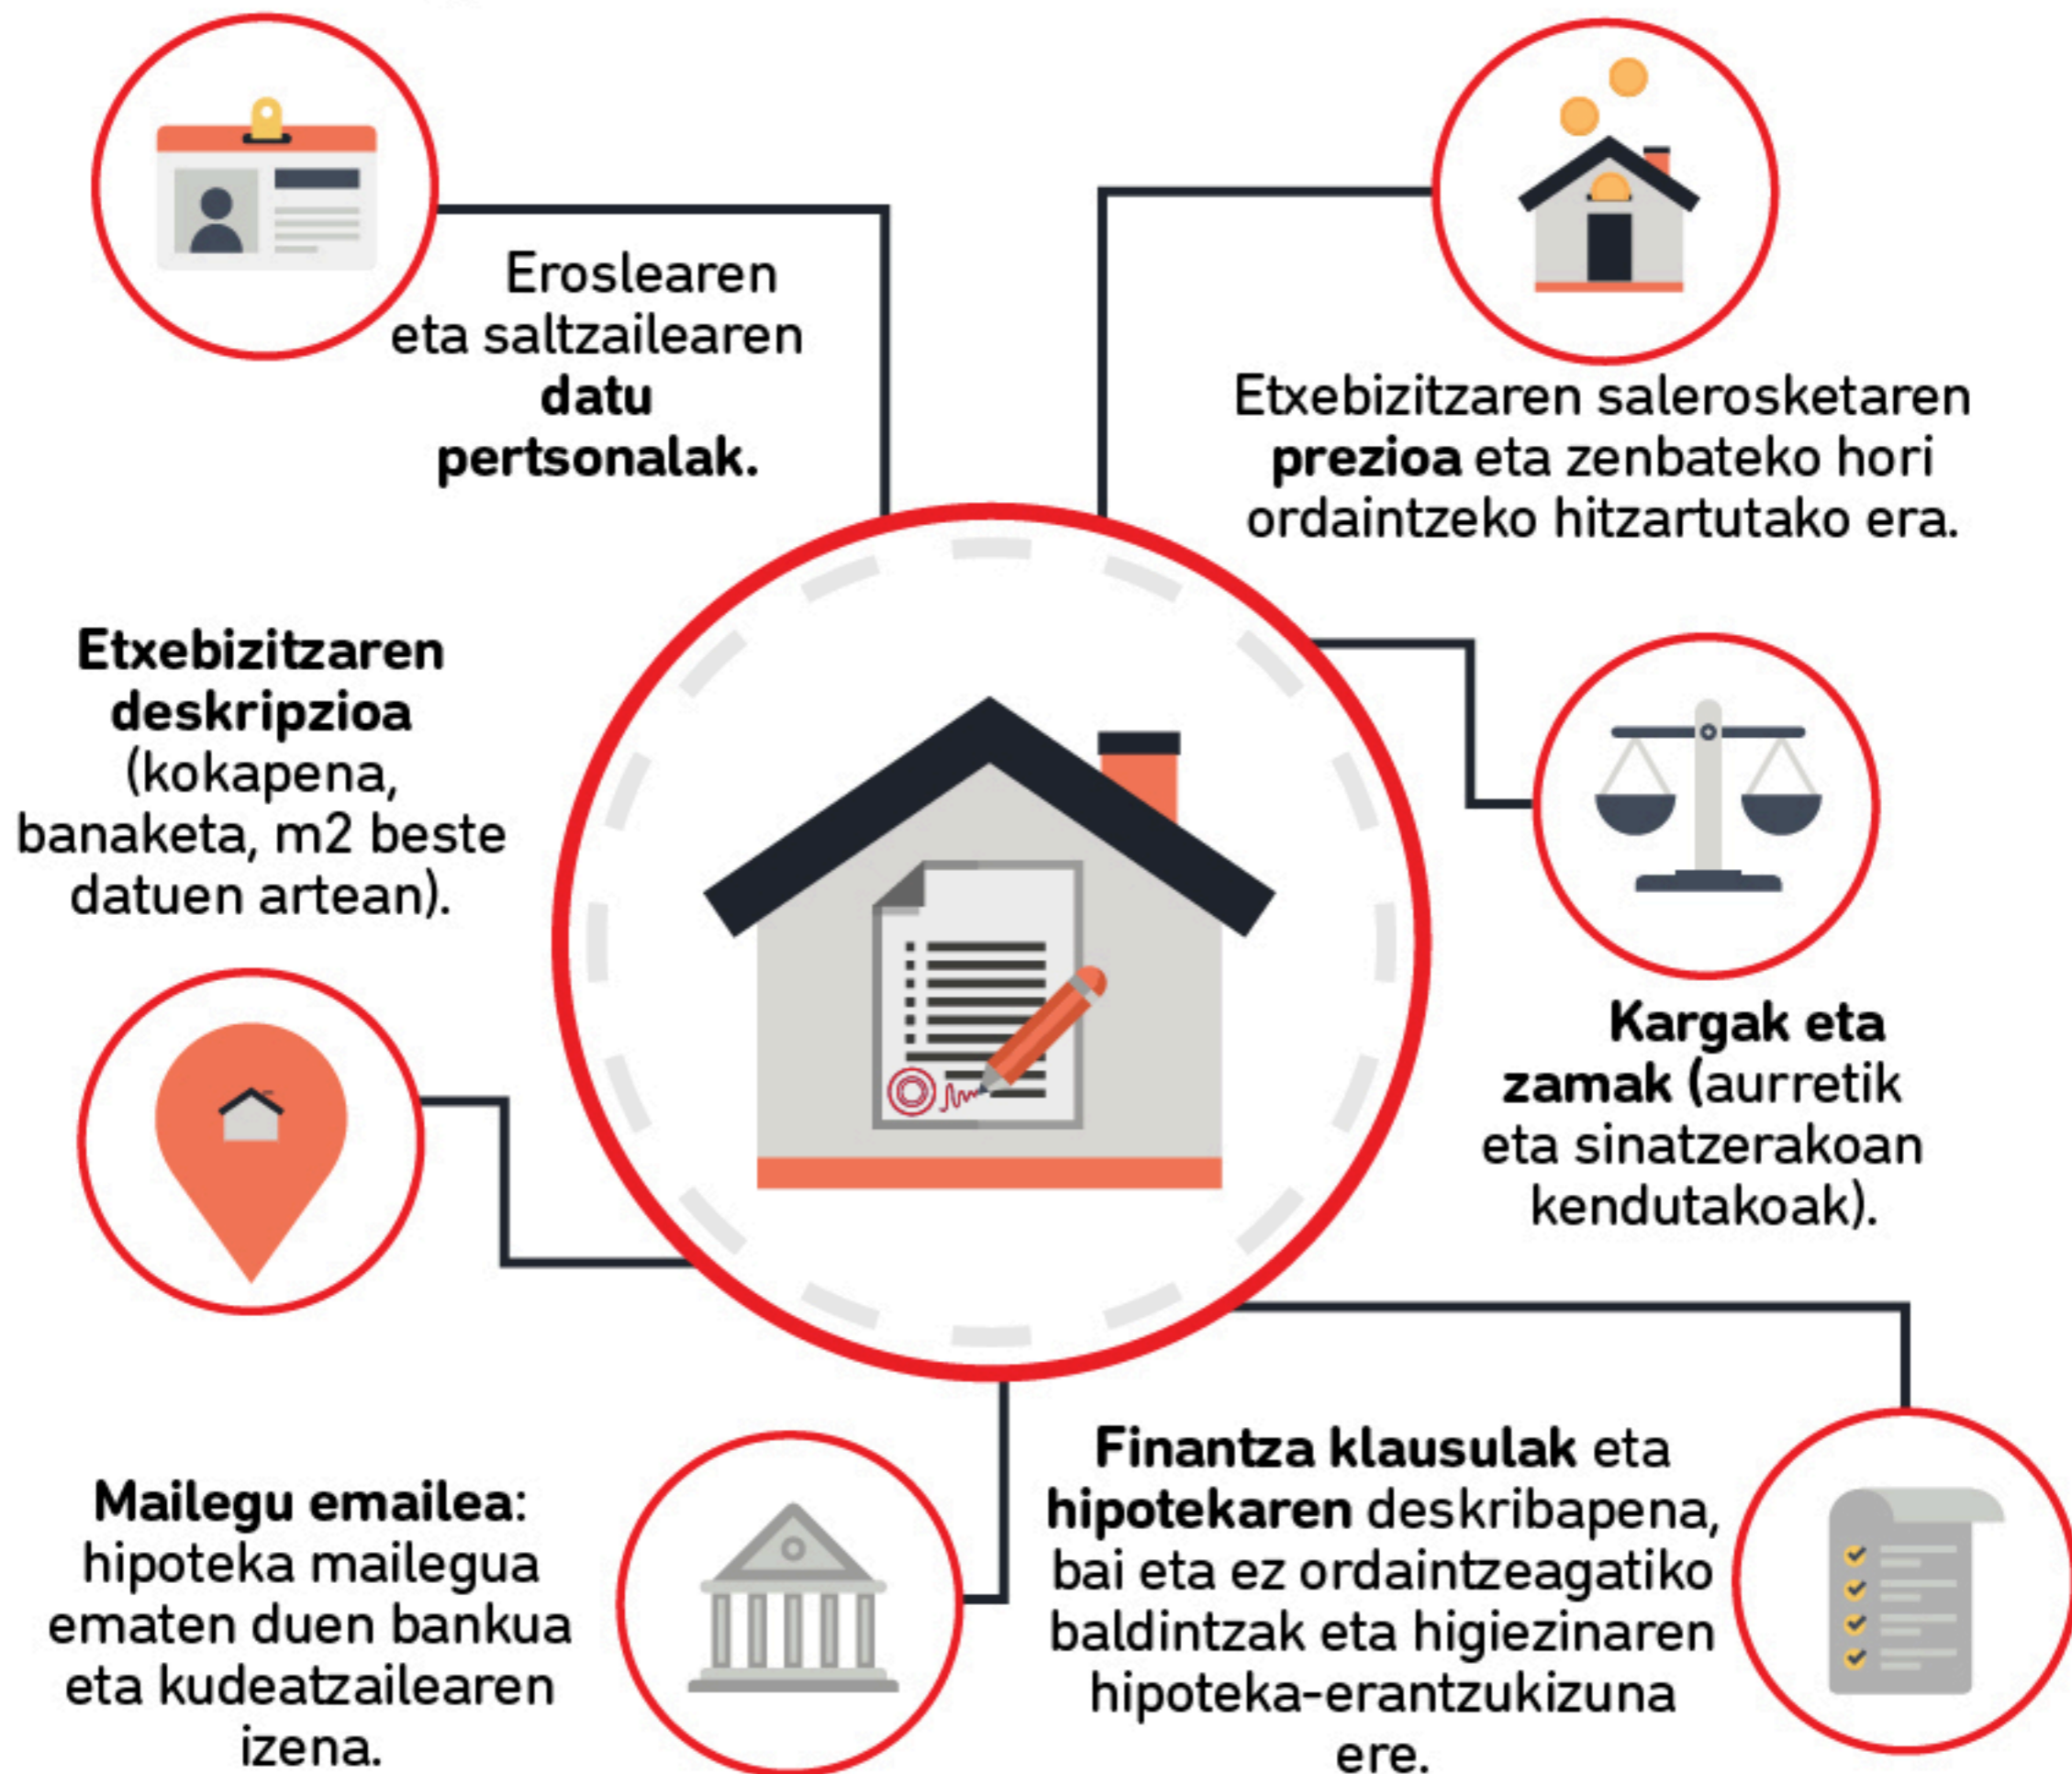 Eroslearen
eta saltzailearen
datu
pertsonalak.
Etxebizitzaren salerosketaren
prezioa eta zenbateko hori
ordaintzeko hitzartutako era.
Etxebizitzaren
deskripzioa
(kokapena,
banaketa, m2 beste
datuen artean).
Kargak eta
zamak (aurretik
eta sinatzerakoan
kendutakoak).
Mailegu emailea:
hipoteka mailegua
ematen duen bankua
eta kudeatzailearen
izena.
Finantza klausulak eta
hipotekaren deskribapena,
bai eta ez ordaintzeagatiko
baldintzak eta higiezinaren
hipoteka-erantzukizuna
ere.